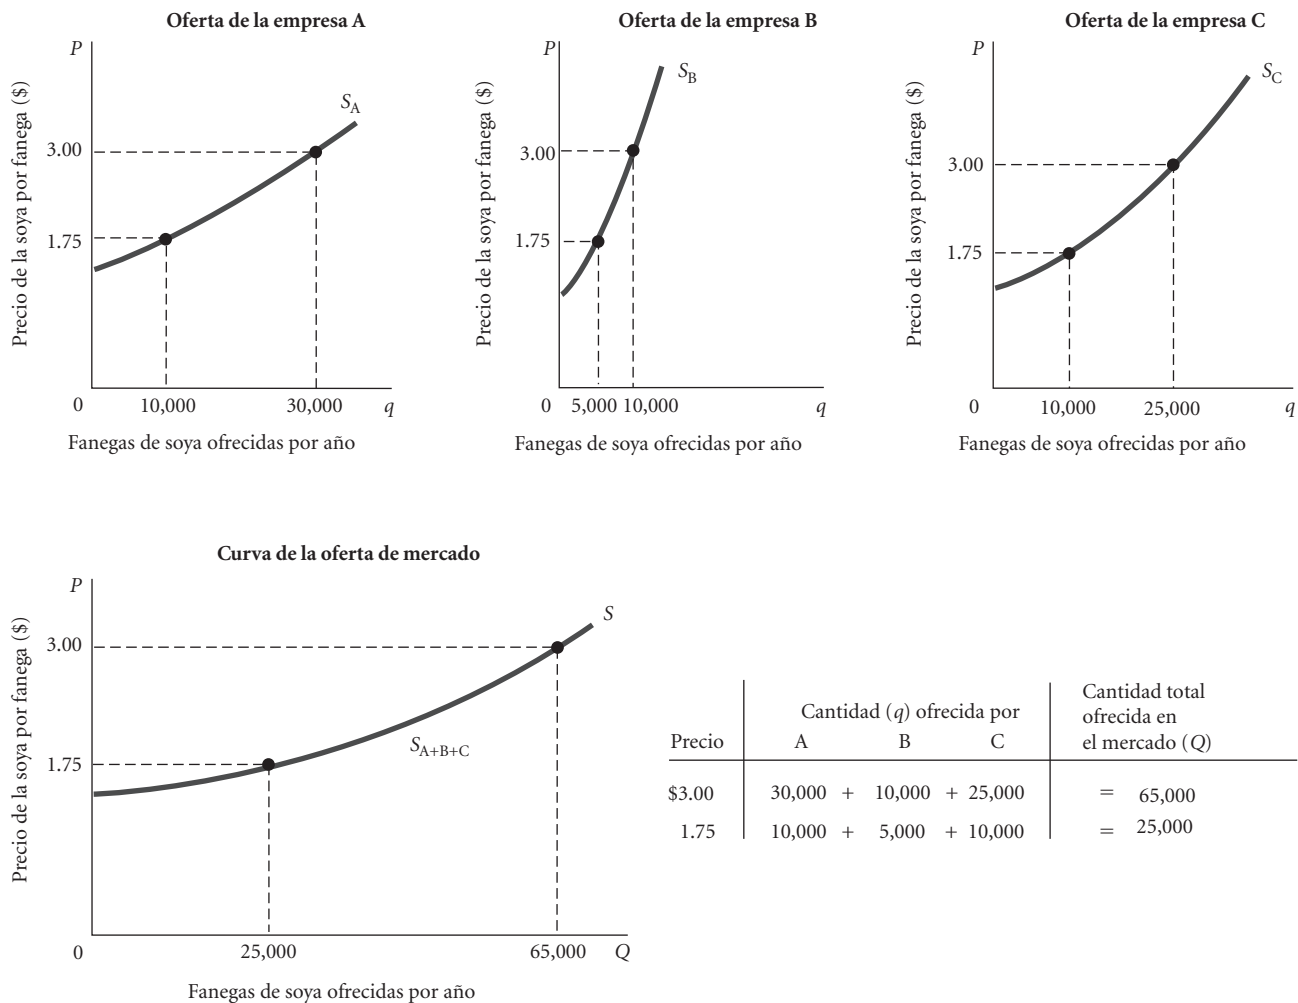 Oferta de la empresa A
P
Precio de la soya por fanega ($)
S_A
3.00
1.75
0 10,000 30,000 q
Fanegas de soya ofrecidas por año
Oferta de la empresa B
P
Precio de la soya por fanega ($)
S_B
3.00
1.75
0 5,000 10,000 q
Fanegas de soya ofrecidas por año
Oferta de la empresa C
P
Precio de la soya por fanega ($)
S_C
3.00
1.75
0 10,000 25,000 q
Fanegas de soya ofrecidas por año
Curva de la oferta de mercado
P
Precio de la soya por fanega ($)
S
3.00
S_A+B+C
1.75
0 25,000 65,000 Q
Fanegas de soya ofrecidas por año
Cantidad total
ofrecida en
el mercado (Q)
Cantidad (q) ofrecida por
Precio A B C
$3.00 30,000 + 10,000 + 25,000 = 65,000
1.75 10,000 + 5,000 + 10,000 = 25,000